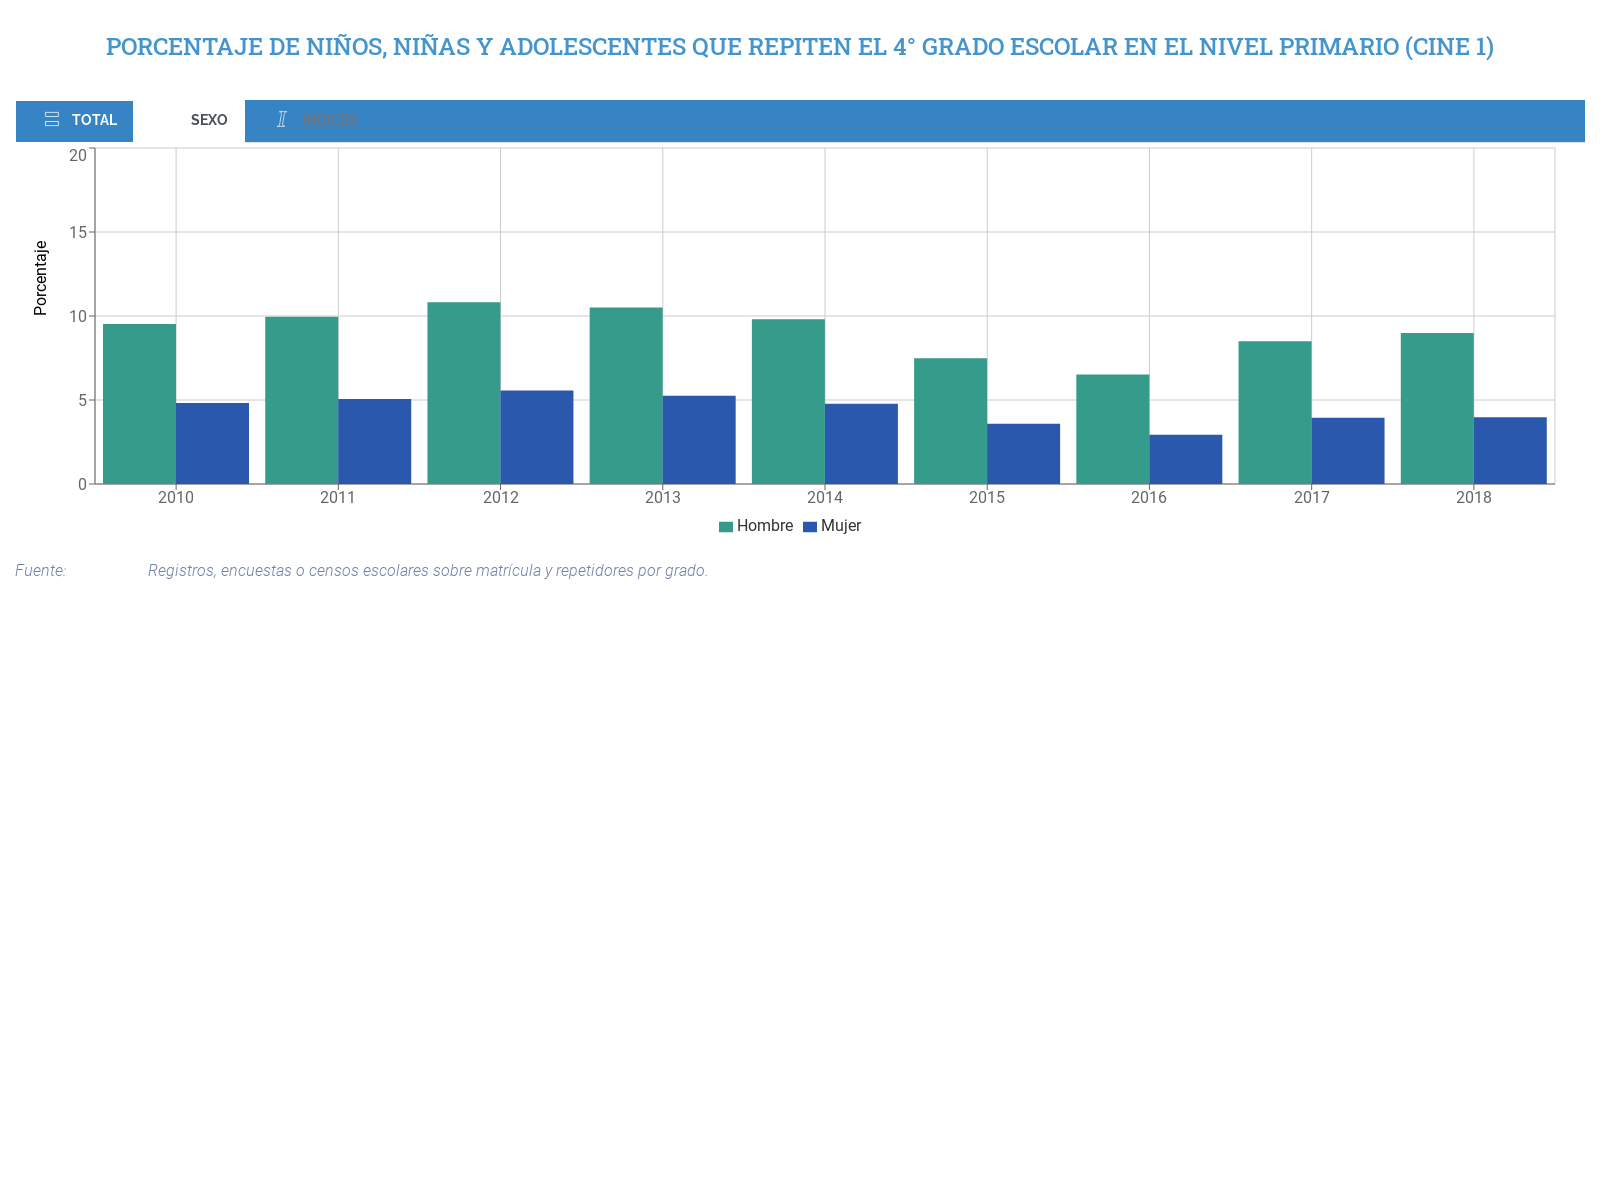 PORCENTAJE DE NIÑOS, NIÑAS Y ADOLESCENTES QUE REPITEN EL 4° GRADO ESCOLAR EN EL NIVEL PRIMARIO (CINE 1)
TOTAL SEXO INDICES
20
15
10
5
0
Porcentaje
2010 2011 2012 2013 2014 2015 2016 2017 2018
Hombre Mujer
Fuente: Registros, encuestas o censos escolares sobre matrícula y repetidores por grado.